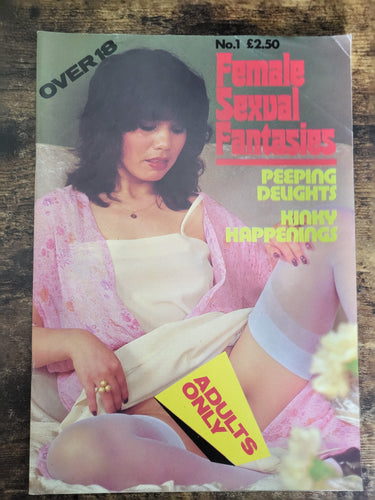 OVER 18
No.1 £2.50
Female
Sexual
Fantasies
PEEPING
DELIGHTS
KINKY
HAPPENINGS
ADULTS
ONLY